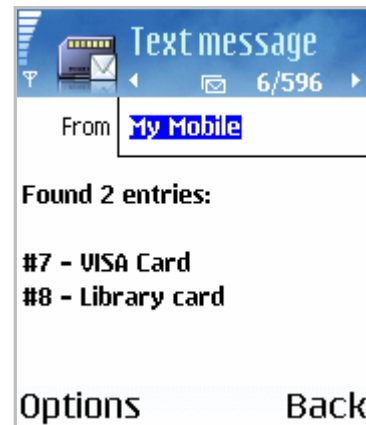 Text message
6/596
From My Mobile
Found 2 entries:
#7 - VISA Card
#8 - Library card
Options Back